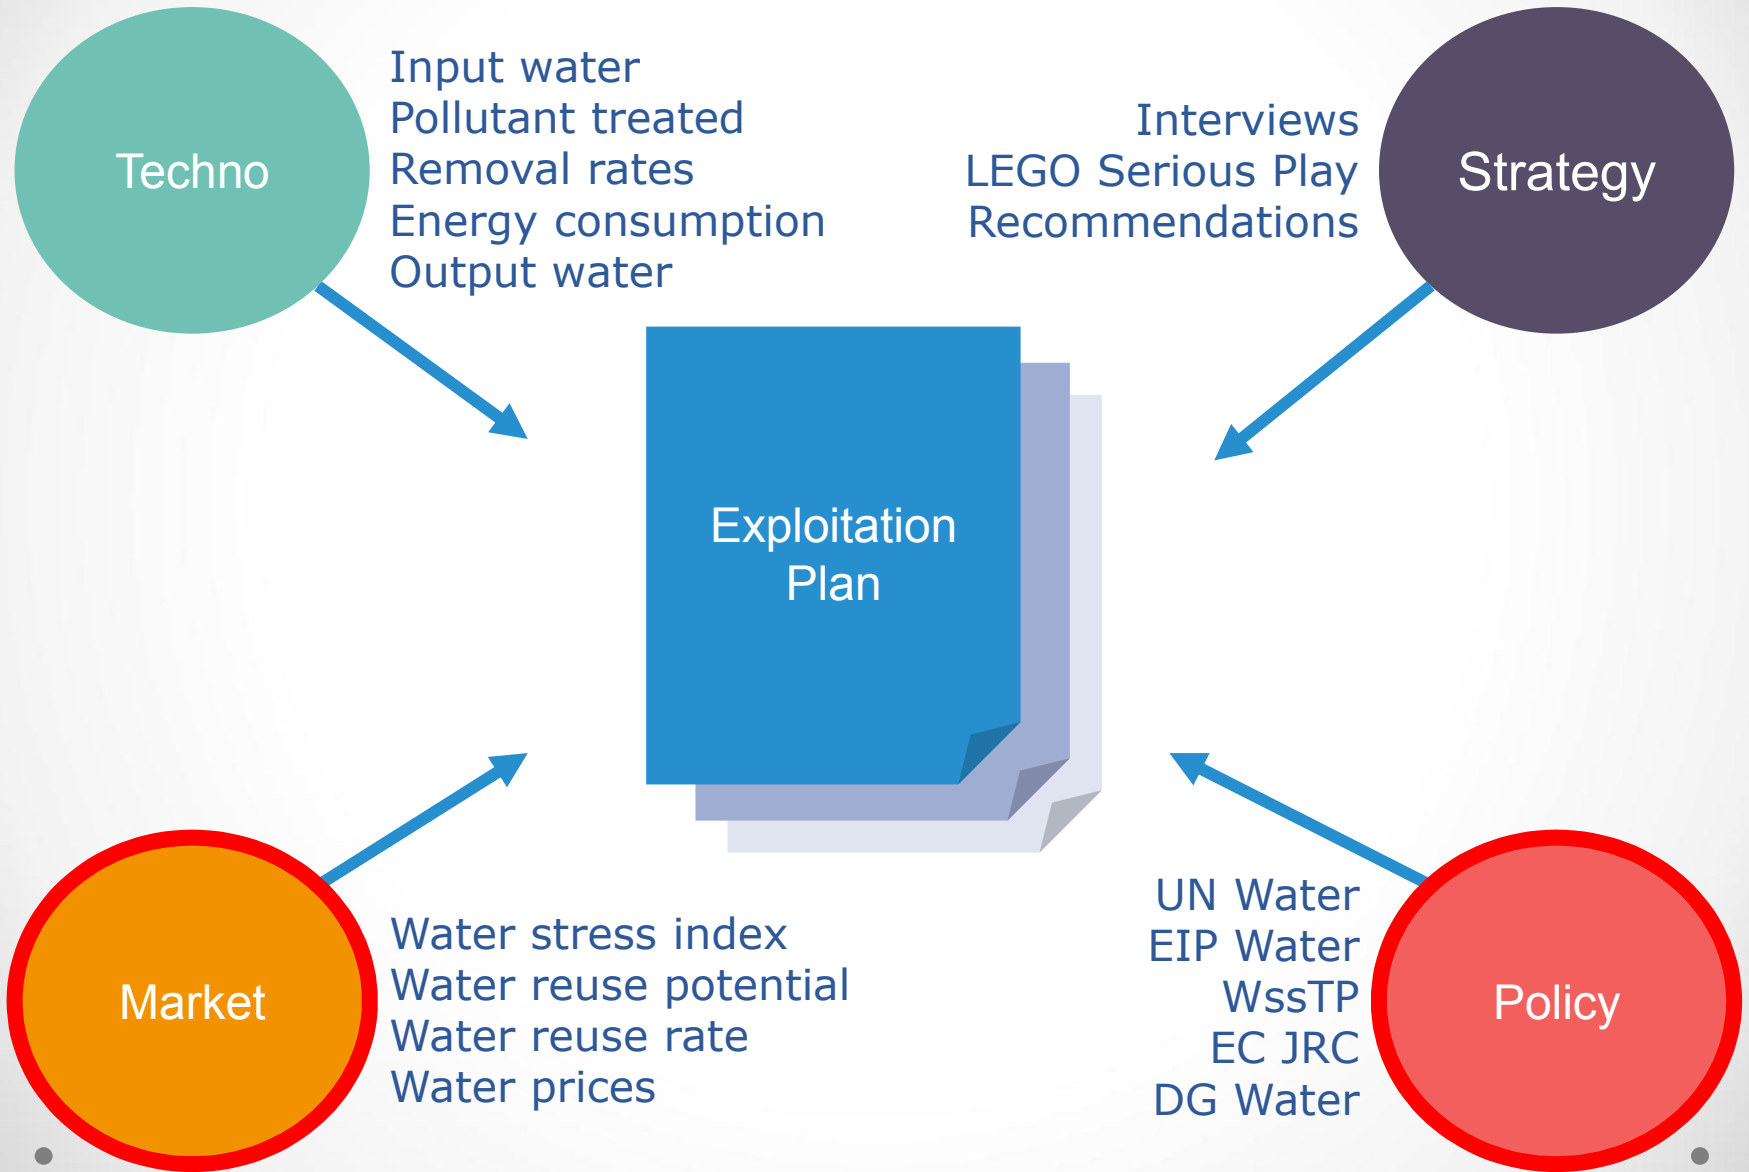 Techno
Input water
Pollutant treated
Removal rates
Energy consumption
Output water
Interviews
LEGO Serious Play
Recommendations
Strategy
Exploitation
Plan
Market
Water stress index
Water reuse potential
Water reuse rate
Water prices
UN Water
EIP Water
WssTP
EC JRC
DG Water
Policy